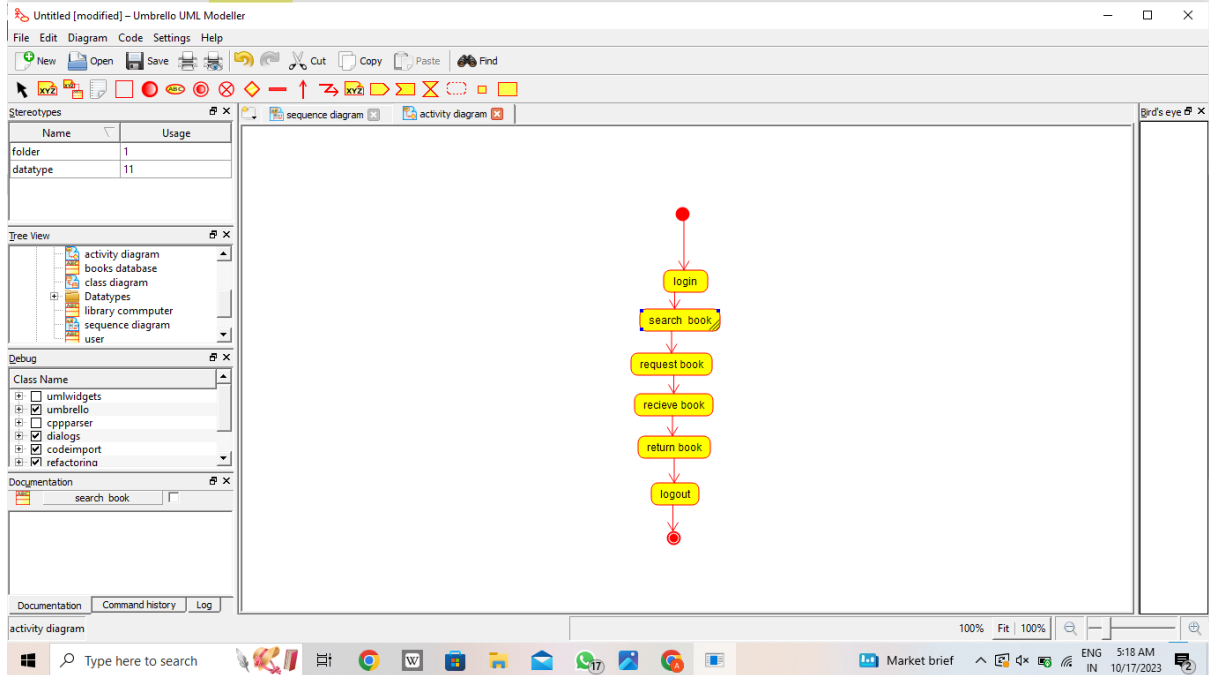 Untitled [modified] – Umbrello UML Modeller
File Edit Diagram Code Settings Help
New Open Save Cut Copy Paste Find
XYZ XYZ ABC XYZ
Stereotypes
Name Usage
folder 1
datatype 11
Tree View
activity diagram
books database
class diagram
Datatypes
library commputer
sequence diagram
user
Debug
Class Name
umlwidgets
umbrello
cppparser
dialogs
codeimport
refactoring
Documentation
search book
Documentation Command history Log
activity diagram
sequence diagram activity diagram
login
search book
request book
recieve book
return book
logout
Bird's eye
100% Fit 100%
Type here to search
W
17
Market brief
ENG
IN
5:18 AM
10/17/2023
2